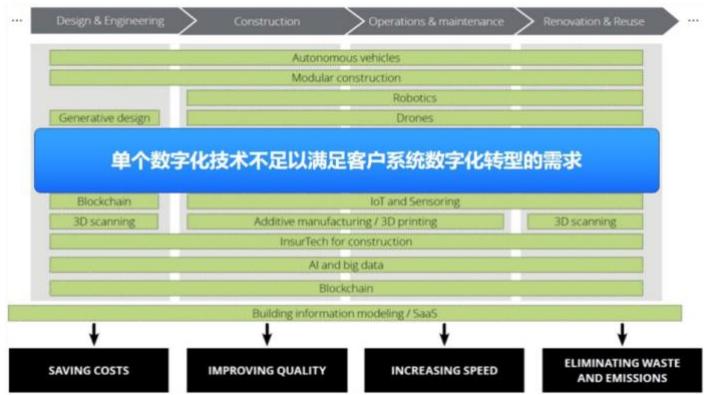 ... Design & Engineering Construction Operations & maintenance Renovation & Reuse ...
Autonomous vehicles
Modular construction
Robotics
Generative design Drones
单个数字化技术不足以满足客户系统数字化转型的需求
Blockchain IoT and Sensoring
3D scanning Additive manufacturing / 3D printing 3D scanning
InsurTech for construction
AI and big data
Blockchain
Building information modeling / SaaS
SAVING COSTS IMPROVING QUALITY INCREASING SPEED ELIMINATING WASTE
AND EMISSIONS